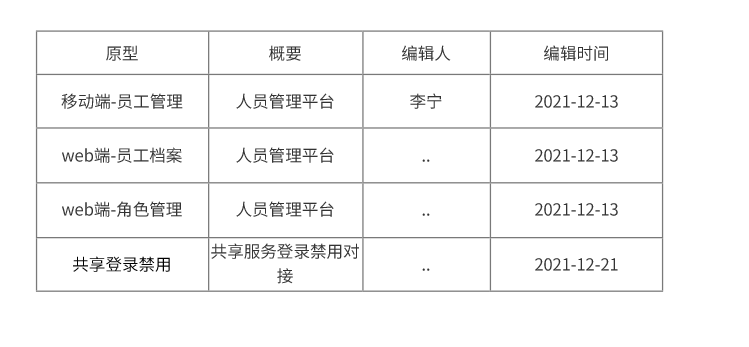 原型 概要 编辑人 编辑时间
移动端-员工管理 人员管理平台 李宁 2021-12-13
web端-员工档案 人员管理平台 .. 2021-12-13
web端-角色管理 人员管理平台 .. 2021-12-13
共享登录禁用 共享服务登录禁用对 .. 2021-12-21
接